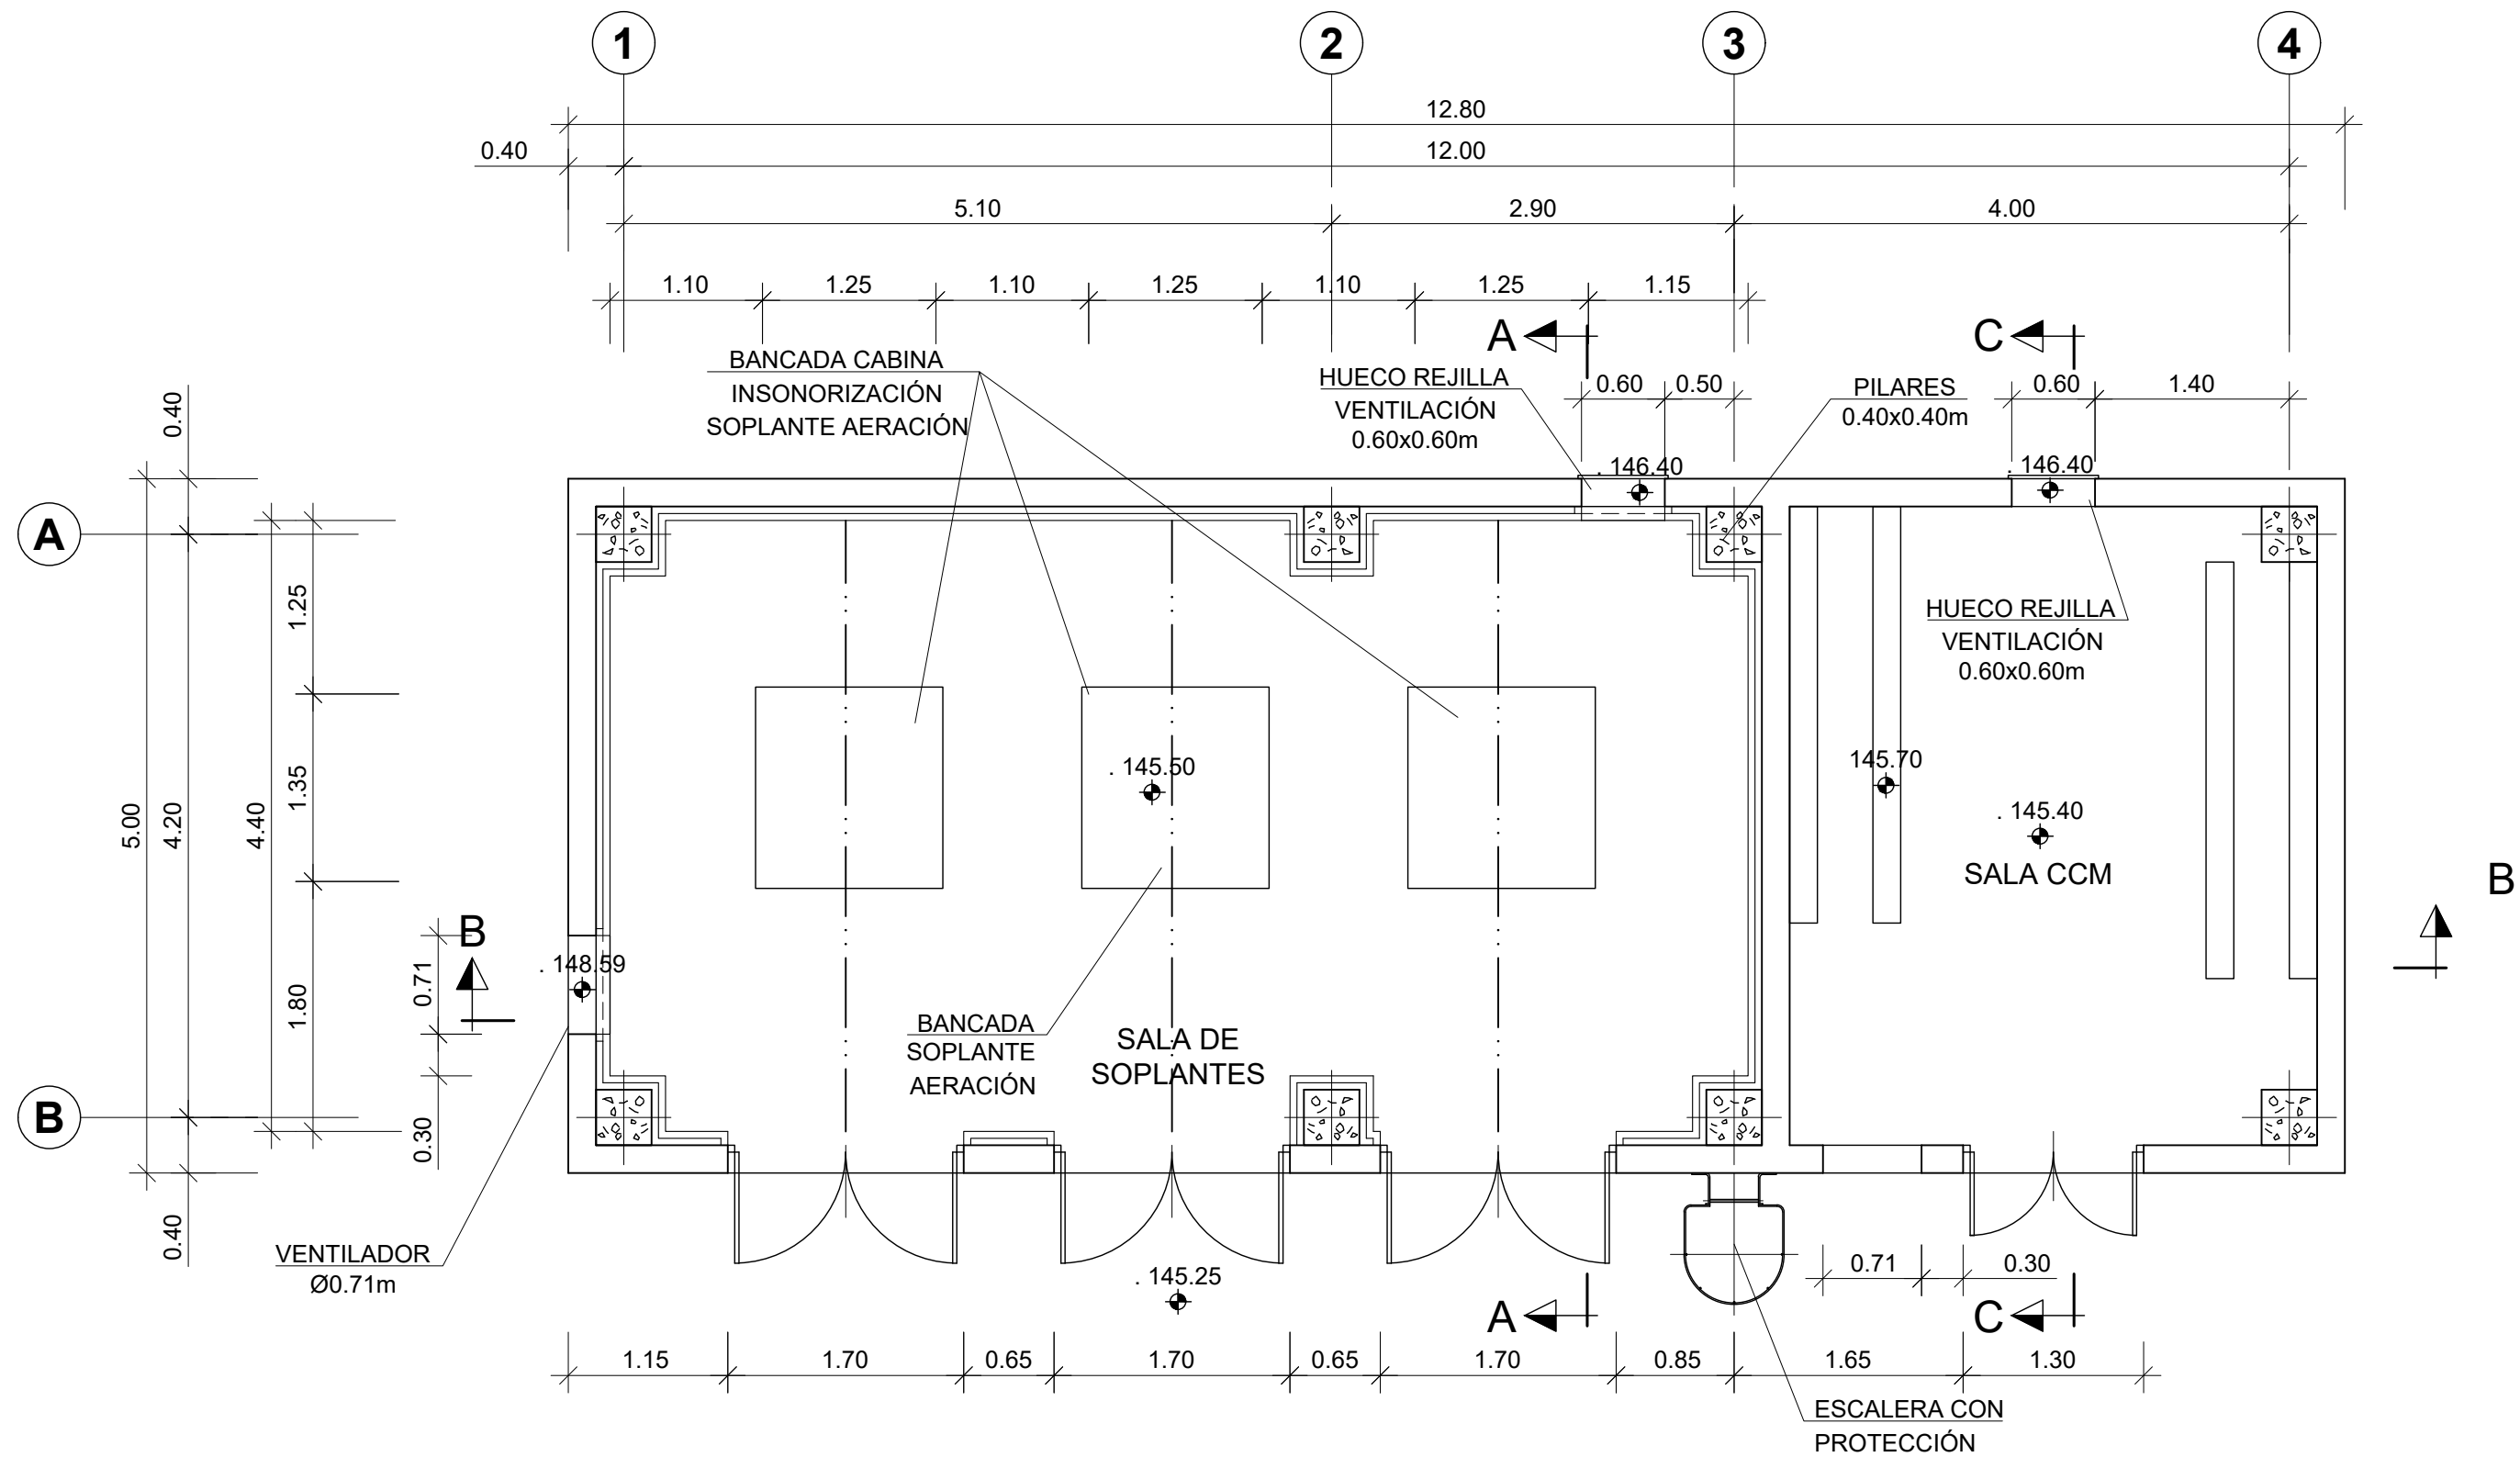 1
2
3
4
12.80
0.40
12.00
5.10
2.90
4.00
1.10
1.25
1.10
1.25
1.10
1.25
1.15
A
C
BANCADA CABINA
INSONORIZACIÓN
SOPLANTE AERACIÓN
HUECO REJILLA
VENTILACIÓN
0.60x0.60m
0.60
0.50
PILARES
0.40x0.40m
0.60
1.40
0.40
. 146.40
. 146.40
A
1.25
HUECO REJILLA
VENTILACIÓN
0.60x0.60m
5.00
4.20
4.40
1.35
. 145.50
145.70
. 145.40
SALA CCM
B
B
0.71
. 148.59
1.80
BANCADA
SOPLANTE
AERACIÓN
SALA DE
SOPLANTES
B
0.30
0.40
VENTILADOR
Ø0.71m
. 145.25
0.71
0.30
A
C
1.15
1.70
0.65
1.70
0.65
1.70
0.85
1.65
1.30
ESCALERA CON
PROTECCIÓN